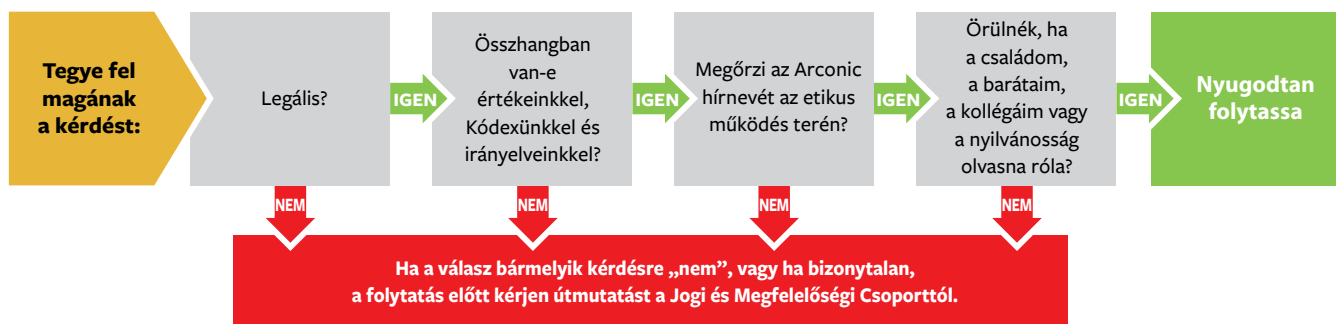 Tegye fel
magának
a kérdést:
Legális?
IGEN
Összhangban
van-e
értékeinkkel,
Kódexünkkel és
irányelveinkkel?
IGEN
Megőrzi az Arconic
hírnevét az etikus
működés terén?
IGEN
Örülnék, ha
a családom,
a barátaim,
a kollégáim vagy
a nyilvánosság
olvasna róla?
IGEN
Nyugodtan
folytassa
NEM
NEM
NEM
NEM
Ha a válasz bármelyik kérdésre „nem”, vagy ha bizonytalan,
a folytatás előtt kérjen útmutatást a Jogi és Megfelelőségi Csoporttól.